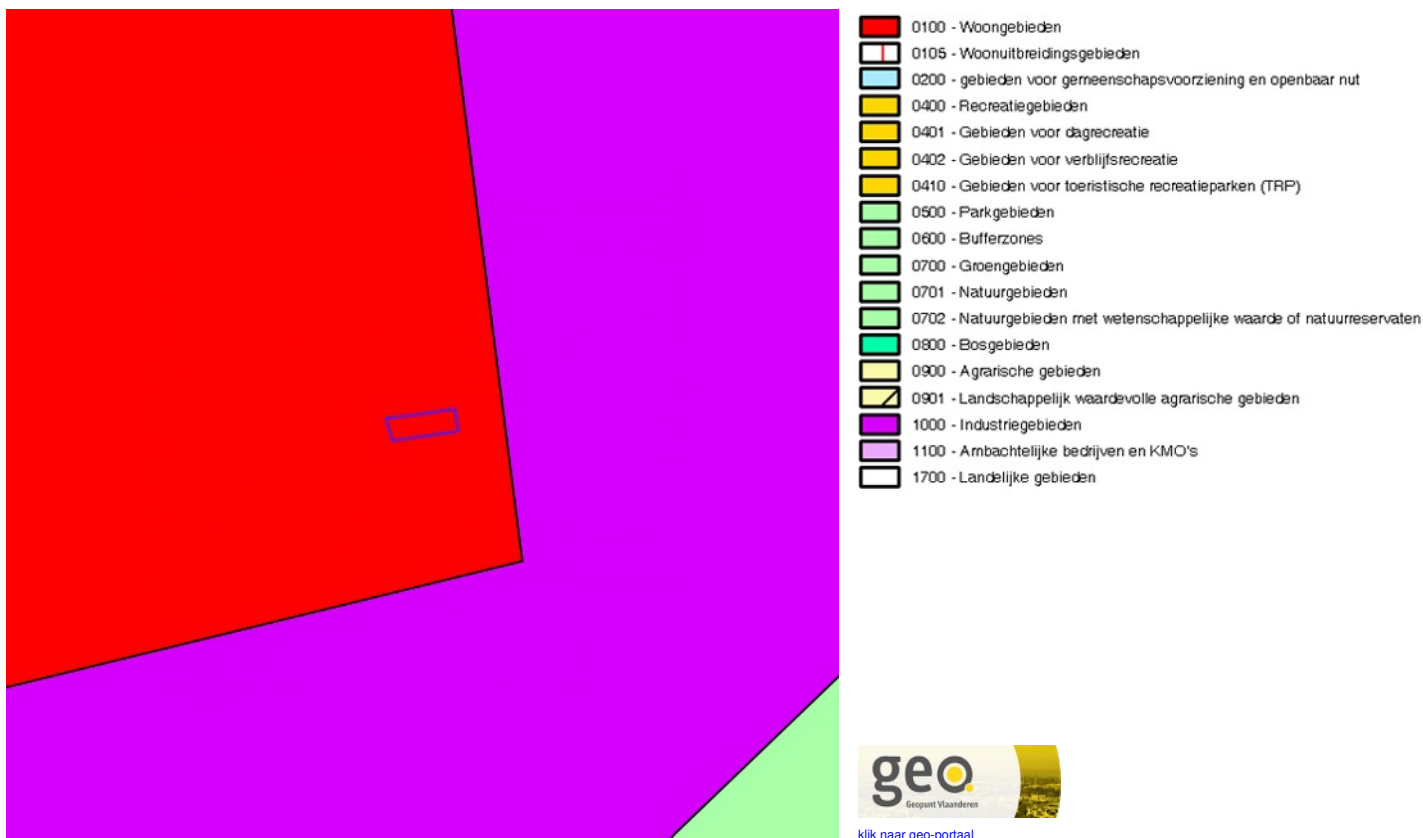 0100 - Woongebieden
0105 - Woonuitbreidingsgebieden
0200 - gebieden voor gemeenschapsvoorziening en openbaar nut
0400 - Recreatiegebieden
0401 - Gebieden voor dagrecreatie
0402 - Gebieden voor verblijfsrecreatie
0410 - Gebieden voor toeristische recreatieparken (TRP)
0500 - Parkgebieden
0600 - Bufferzones
0700 - Groengebieden
0701 - Natuurgebieden
0702 - Natuurgebieden met wetenschappelijke waarde of natuurreservaten
0800 - Bosgebieden
0900 - Agrarische gebieden
0901 - Landschappelijk waardevolle agrarische gebieden
1000 - Industriegebieden
1100 - Ambachtelijke bedrijven en KMO's
1700 - Landelijke gebieden
geo
Geopunt Vlaanderen
klik naar geo-portaal